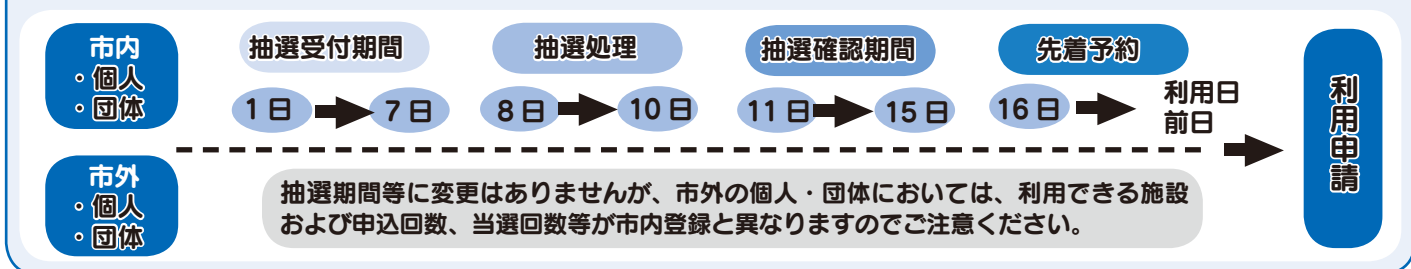 市内
・個人
・団体
抽選受付期間
1日 7日
抽選処理
8日 10日
抽選確認期間
11日 15日
先着予約
16日
利用日
前日
利用申請
市外
・個人
・団体
抽選期間等に変更はありませんが、市外の個人・団体においては、利用できる施設
および申込回数、当選回数等が市内登録と異なりますのでご注意ください。